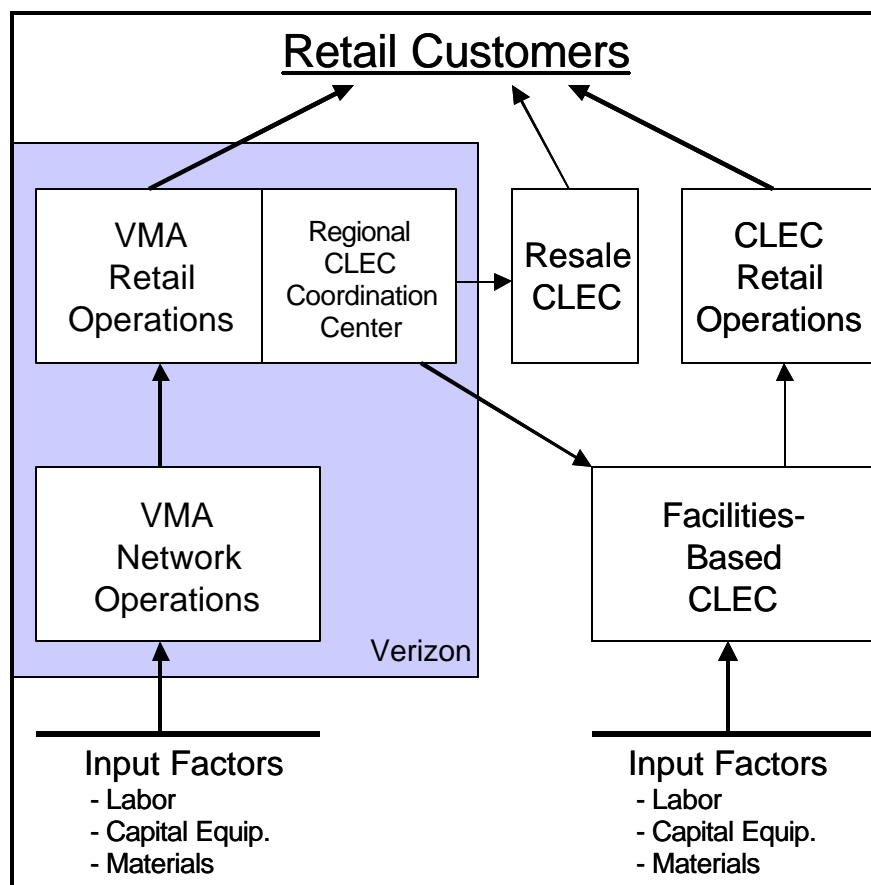 Retail Customers
VMA
Retail
Operations
Regional
CLEC
Coordination
Center
Resale
CLEC
CLEC
Retail
Operations
VMA
Network
Operations
Facilities-
Based
CLEC
Verizon
Input Factors
- Labor
- Capital Equip.
- Materials
Input Factors
- Labor
- Capital Equip.
- Materials